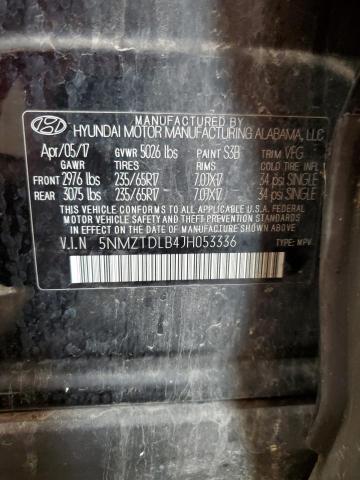 MANUFACTURED BY
HYUNDAI MOTOR MANUFACTURING ALABAMA, LLC
Apr/05/17 GVWR 5026 lbs PAINT S3B TRIM VFG
GAWR TIRES RIMS COLD TIRE INFL
FRONT 2976 lbs 235/65R17 7.0JX17 34 psi SINGLE
REAR 3075 lbs 235/65R17 7.0JX17 34 psi SINGLE
THIS VEHICLE CONFORMS TO ALL APPLICABLE U.S.A FEDERAL
MOTOR VEHICLE SAFETY AND THEFT PREVENTION STANDARDS
IN EFFECT ON THE DATE OF MANUFACTURE SHOWN ABOVE.
V.I.N 5NMZTDLB4JH053336 TYPE: MPV